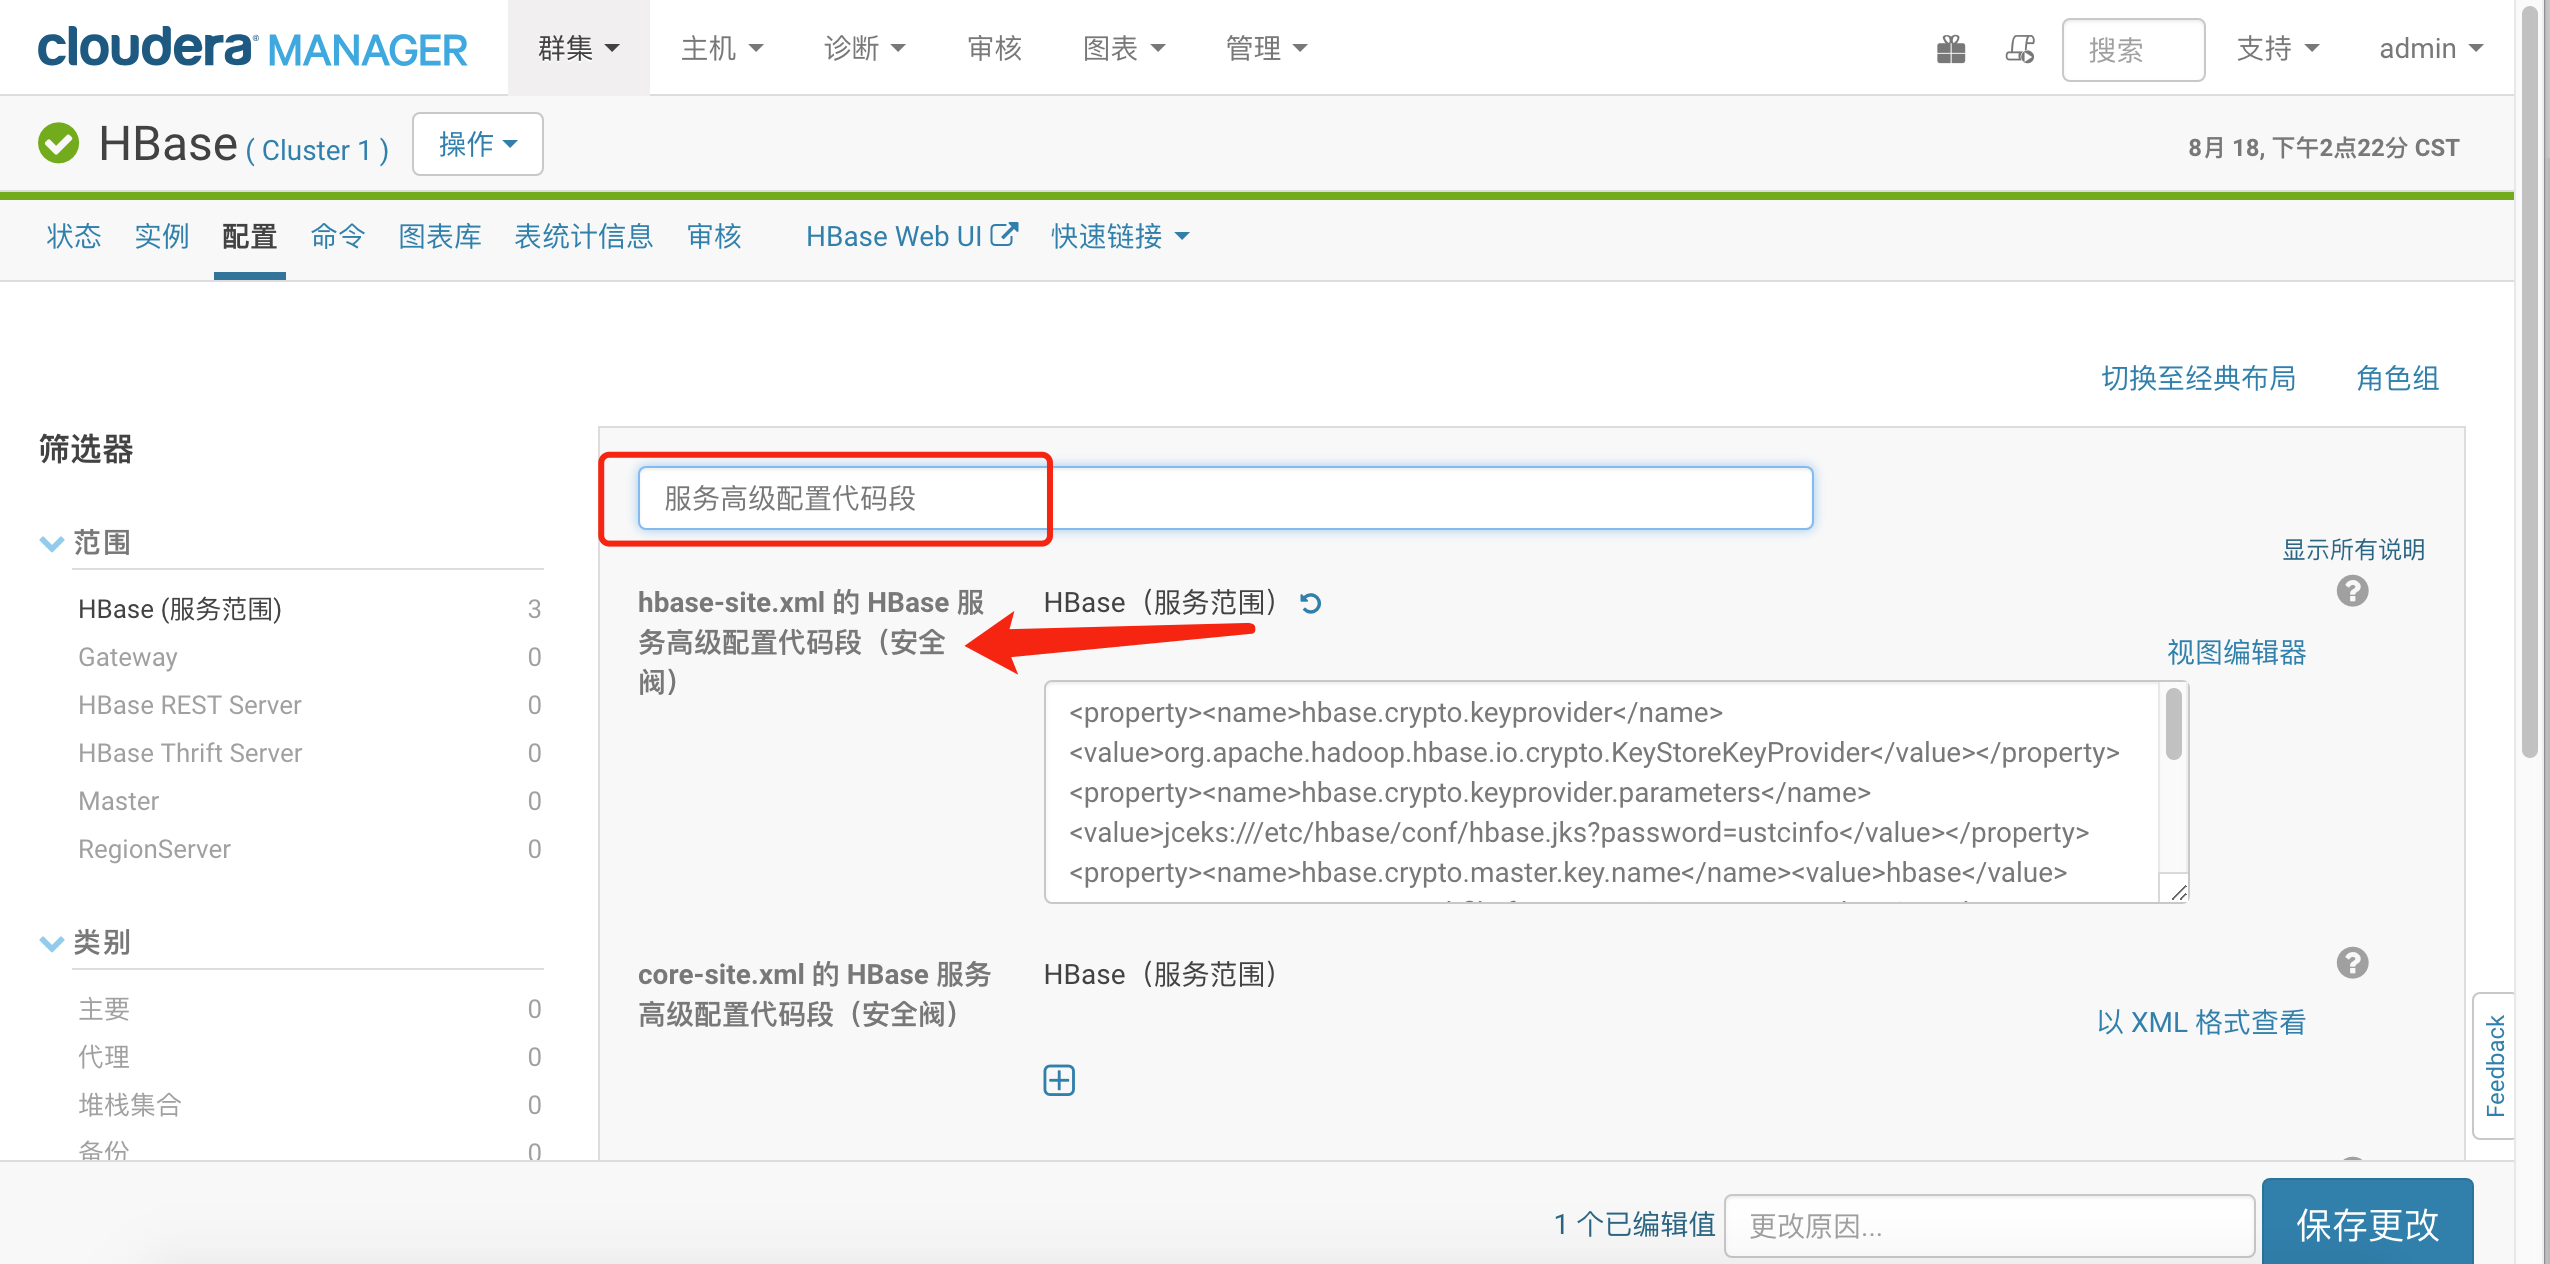 cloudera MANAGER 群集 主机 诊断 审核 图表 管理 搜索 支持 admin
HBase ( Cluster 1 ) 操作 8月 18, 下午2点22分 CST
状态 实例 配置 命令 图表库 表统计信息 审核 HBase Web UI 快速链接
切换至经典布局 角色组
筛选器
范围
HBase (服务范围) 3
Gateway 0
HBase REST Server 0
HBase Thrift Server 0
Master 0
RegionServer 0
类别
主要 0
代理 0
堆栈集合 0
备份 0
服务高级配置代码段
显示所有说明
hbase-site.xml 的 HBase 服
务高级配置代码段（安全
阀）
HBase（服务范围）
视图编辑器
<property><name>hbase.crypto.keyprovider</name>
<value>org.apache.hadoop.hbase.io.crypto.KeyStoreKeyProvider</value></property>
<property><name>hbase.crypto.keyprovider.parameters</name>
<value>jceks:///etc/hbase/conf/hbase.jks?password=ustcinfo</value></property>
<property><name>hbase.crypto.master.key.name</name><value>hbase</value>
core-site.xml 的 HBase 服务
高级配置代码段（安全阀）
HBase（服务范围）
以 XML 格式查看
Feedback
1 个已编辑值 更改原因... 保存更改